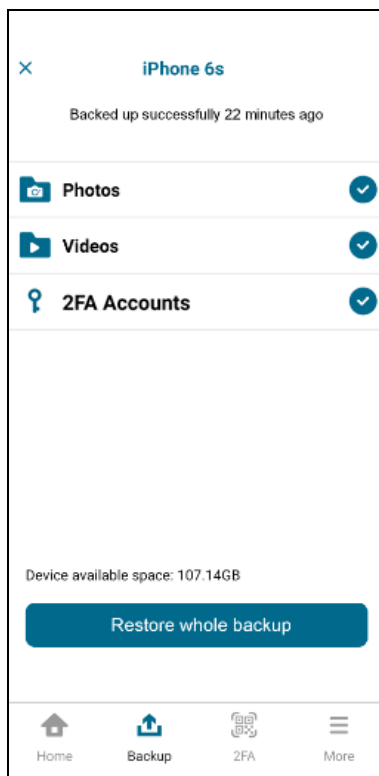 iPhone 6s
Backed up successfully 22 minutes ago
Photos
Videos
2FA Accounts
Device available space: 107.14GB
Restore whole backup
Home Backup 2FA More